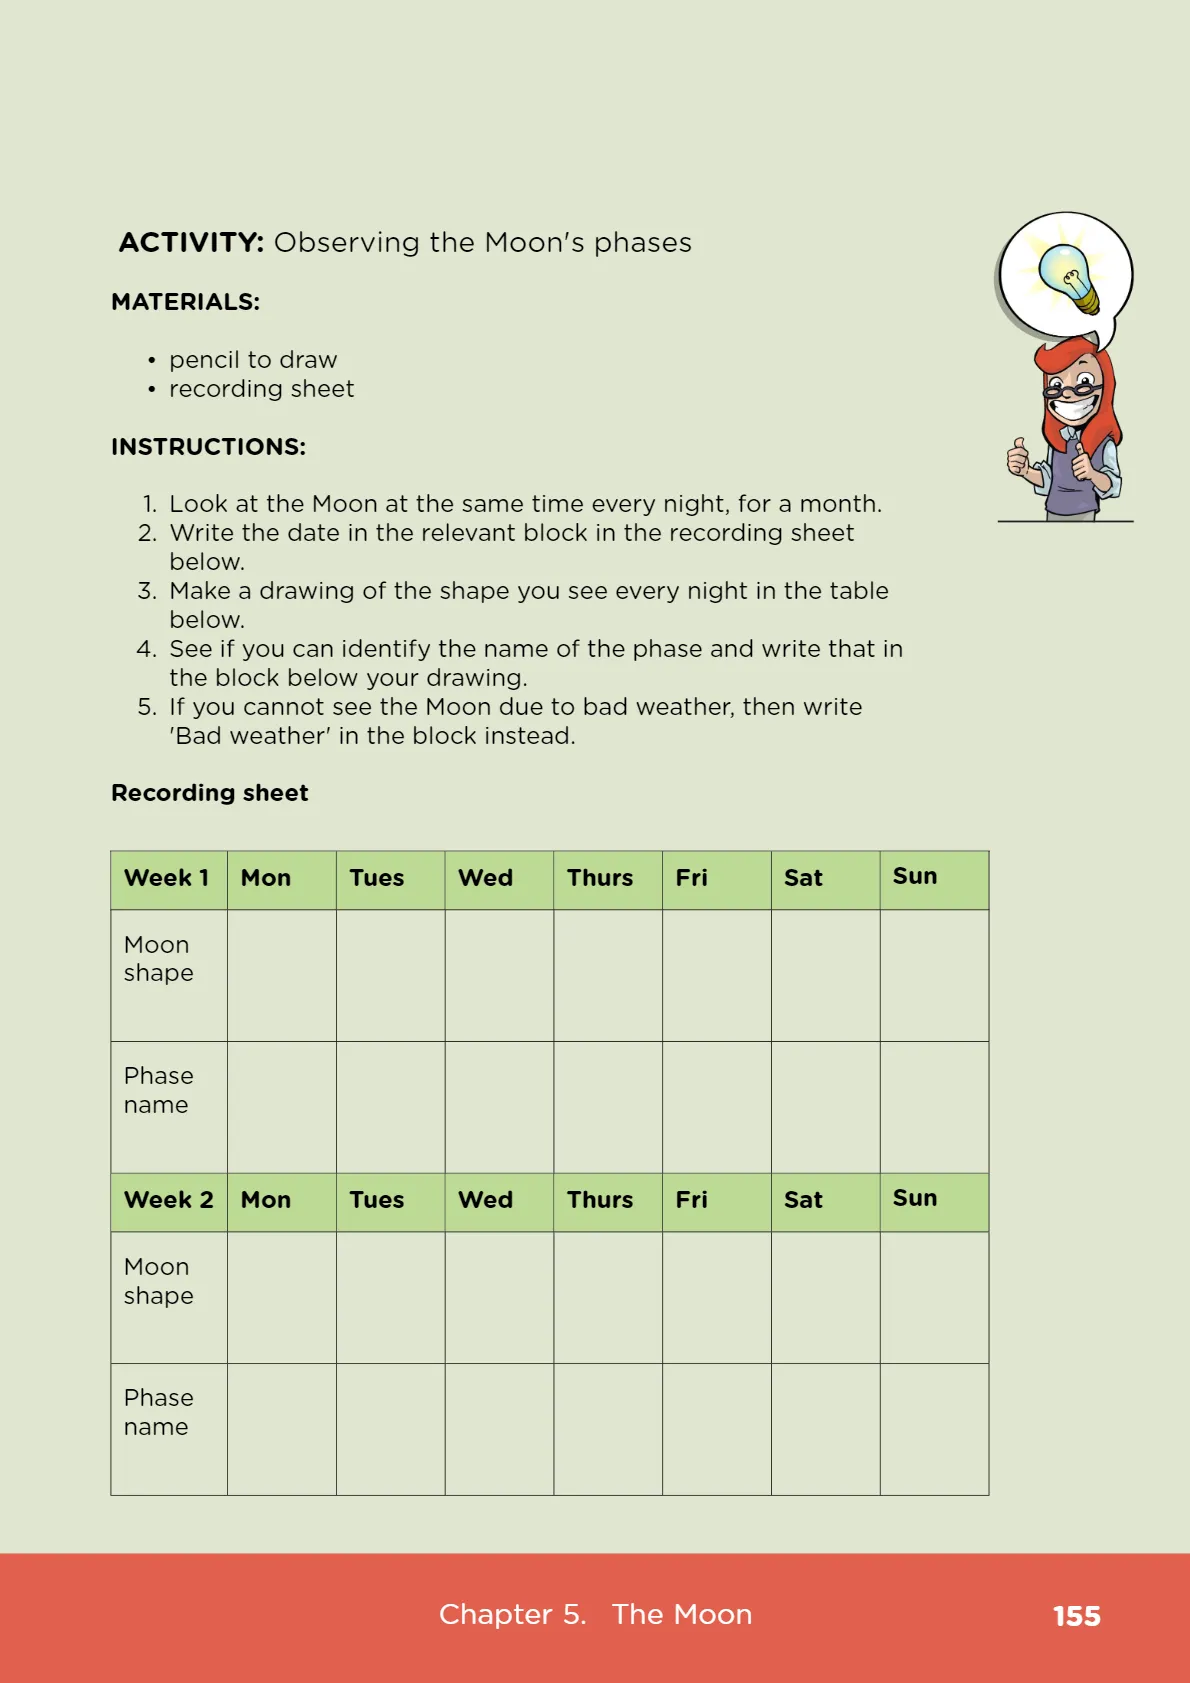 ACTIVITY: Observing the Moon's phases
MATERIALS:
• pencil to draw
• recording sheet
INSTRUCTIONS:
1. Look at the Moon at the same time every night, for a month.
2. Write the date in the relevant block in the recording sheet
below.
3. Make a drawing of the shape you see every night in the table
below.
4. See if you can identify the name of the phase and write that in
the block below your drawing.
5. If you cannot see the Moon due to bad weather, then write
'Bad weather' in the block instead.
Recording sheet
Week 1 Mon Tues Wed Thurs Fri Sat Sun
Moon
shape
Phase
name
Week 2 Mon Tues Wed Thurs Fri Sat Sun
Moon
shape
Phase
name
Chapter 5. The Moon 155